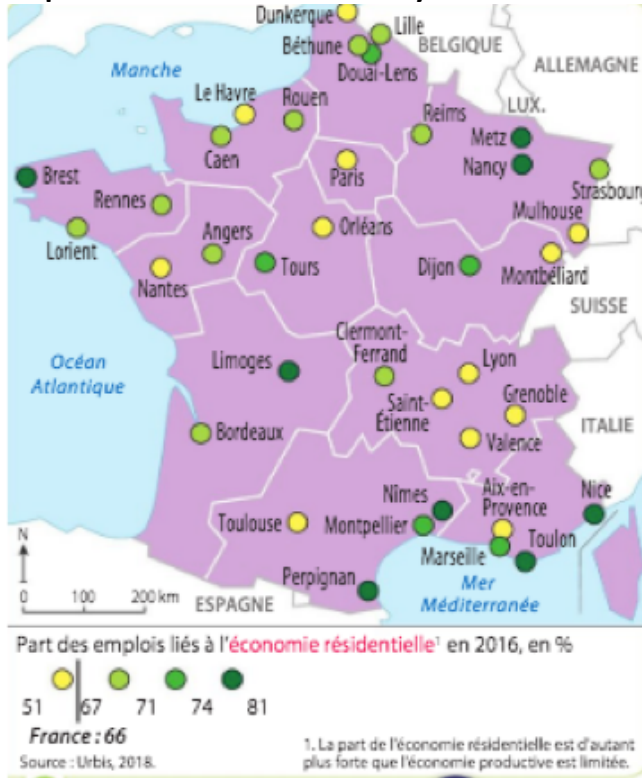 Dunkerque
Lille
Béthune
BELGIQUE
Douai-Lens
ALLEMAGNE
Manche
Le Havre
Rouen
Reims
LUX.
Metz
Caen
Paris
Nancy
Brest
Strasbourg
Rennes
Mulhouse
Lorient
Angers
Orléans
Nantes
Tours
Dijon
Montbéliard
SUISSE
Océan
Atlantique
Clermont-
Ferrand
Limoges
Lyon
Saint-
Étienne
Grenoble
ITALIE
Bordeaux
Valence
Nîmes
Aix-en-
Provence
Nice
Toulouse
Montpellier
Marseille
Toulon
N
Perpignan
Mer
Méditerranée
0 100 200 km
ESPAGNE
Part des emplois liés à l'économie résidentielle¹ en 2016, en %
51 67 71 74 81
France : 66
Source : Urbis, 2018.
1. La part de l'économie résidentielle est d'autant
plus forte que l'économie productive est limitée.